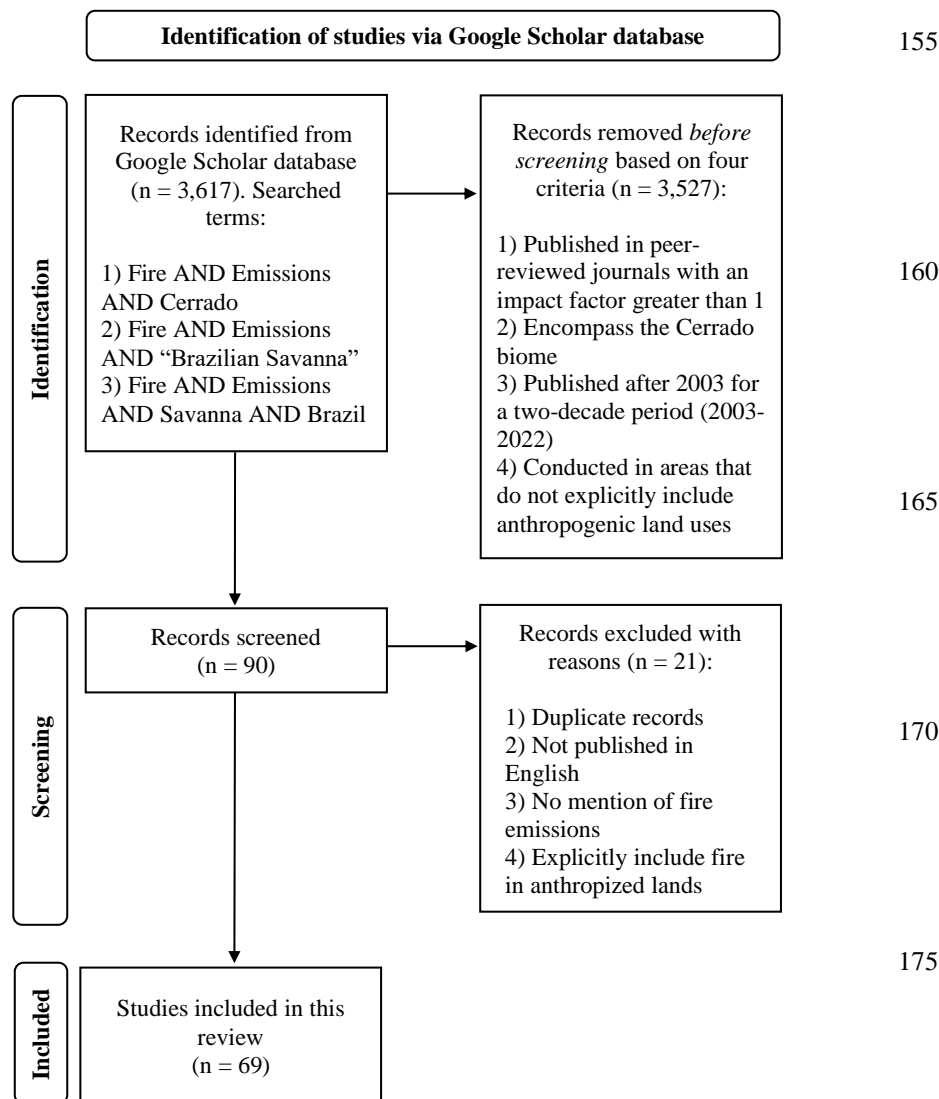 Identification of studies via Google Scholar database
155
Identification
Records identified from
Google Scholar database
(n = 3,617). Searched
terms:
1) Fire AND Emissions
AND Cerrado
2) Fire AND Emissions
AND “Brazilian Savanna”
3) Fire AND Emissions
AND Savanna AND Brazil
Records removed before
screening based on four
criteria (n = 3,527):
1) Published in peer-
reviewed journals with an
impact factor greater than 1
2) Encompass the Cerrado
biome
3) Published after 2003 for
a two-decade period (2003-
2022)
4) Conducted in areas that
do not explicitly include
anthropogenic land uses
160
165
Screening
Records screened
(n = 90)
Records excluded with
reasons (n = 21):
1) Duplicate records
2) Not published in
English
3) No mention of fire
emissions
4) Explicitly include fire
in anthropized lands
170
Included
Studies included in this
review
(n = 69)
175